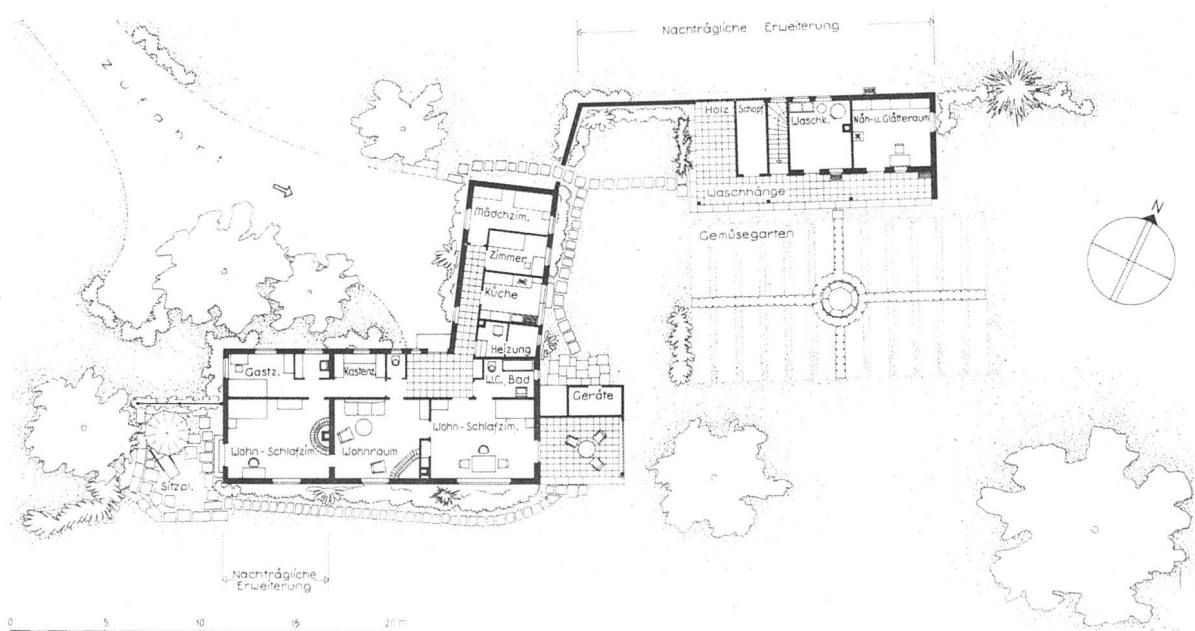 Nachträgliche Erweiterung
Zufahrt
Holz
Schopf
Waschk.
Näh-u. Glätteraum
Waschhänge
N
Gemüsegarten
Mädchzim.
Zimmer
Küche
Heizung
Gastz.
Kastenz.
W.C. Bad
Geräte
Wohn-Schlafzim.
Wohn-Schlafzim.
Wohnraum
Sitzpl.
Nachträgliche
Erweiterung
0 5 10 15 20 m